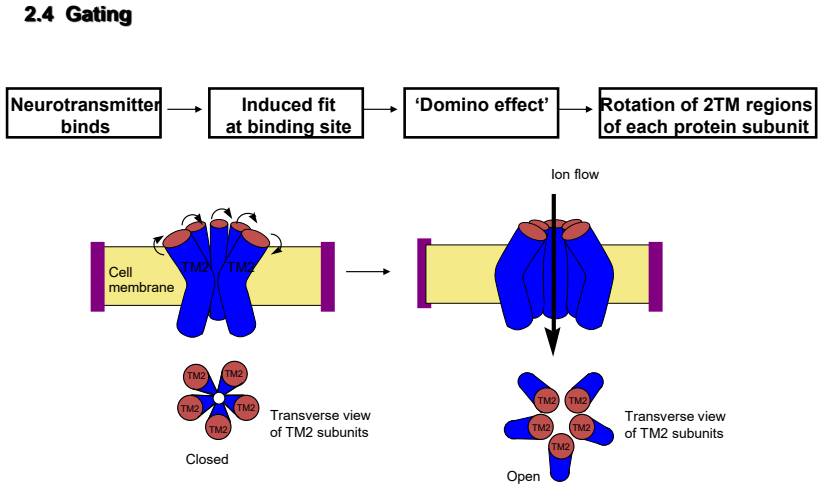 2.4 Gating
Neurotransmitter
binds
Induced fit
at binding site
‘Domino effect’
Rotation of 2TM regions
of each protein subunit
Ion flow
TM2
TM2
Cell
membrane
TM2
TM2
TM2
TM2
TM2
Transverse view
of TM2 subunits
Closed
TM2
TM2
TM2
TM2
TM2
Transverse view
of TM2 subunits
Open